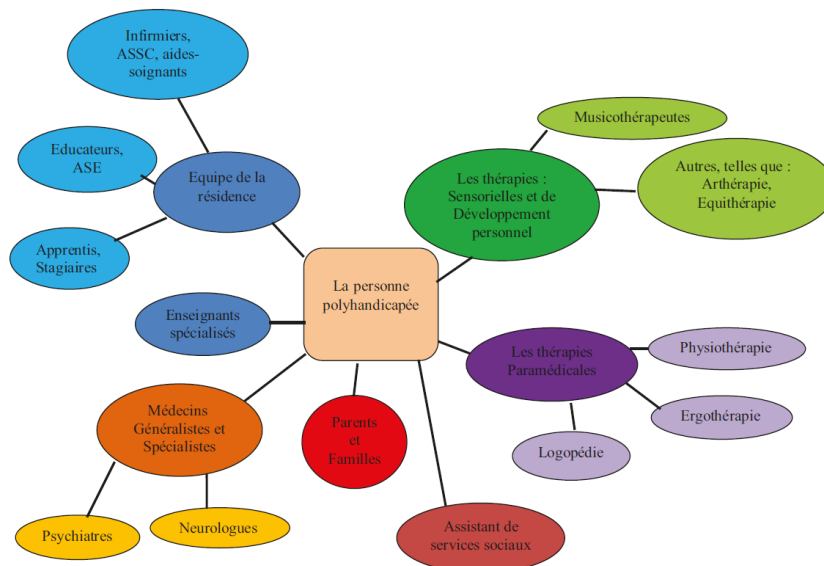 Infirmiers,
ASSC, aides-
soignants
Musicothérapeutes
Educateurs,
ASE
Equipe de la
résidence
Les thérapies :
Sensorielles et de
Développement
personnel
Autres, telles que :
Arthérapie,
Equithérapie
Apprentis,
Stagiaires
La personne
polyhandicapée
Enseignants
spécialisés
Les thérapies
Paramédicales
Physiothérapie
Médecins
Généralistes et
Spécialistes
Parents
et
Familles
Ergothérapie
Logopédie
Psychiatres
Neurologues
Assistant de
services sociaux